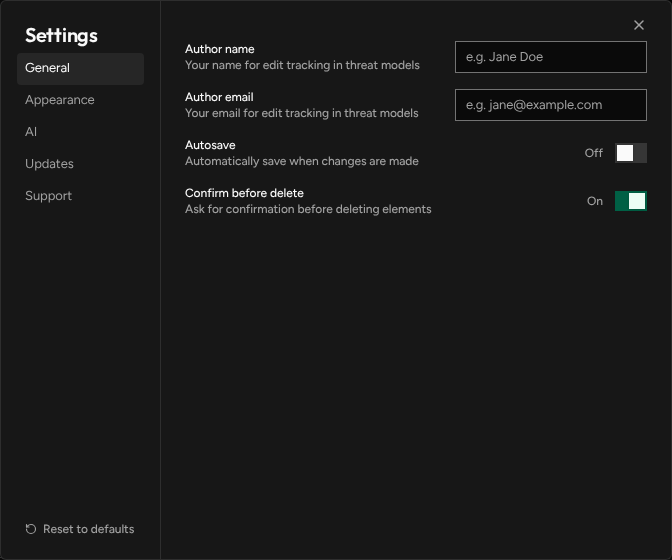 Settings
General
Appearance
AI
Updates
Support
Reset to defaults
Author name
Your name for edit tracking in threat models
e.g. Jane Doe
Author email
Your email for edit tracking in threat models
e.g. jane@example.com
Autosave
Automatically save when changes are made
Off
Confirm before delete
Ask for confirmation before deleting elements
On